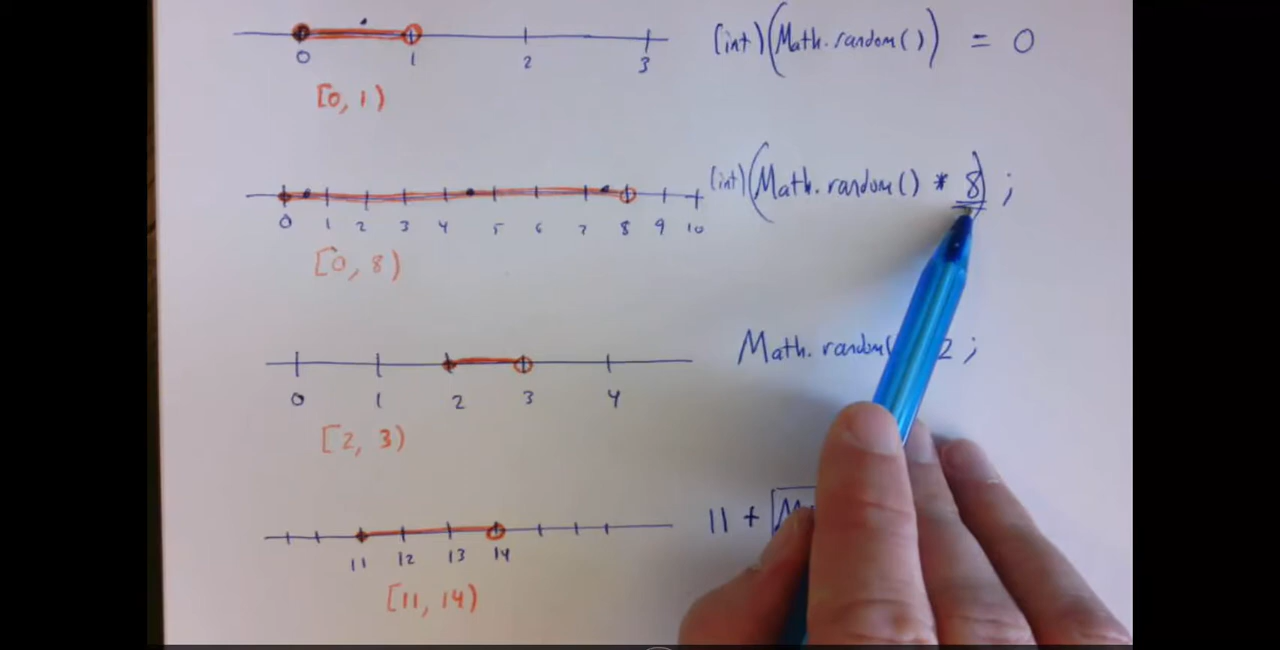 0 1 2 3
(int)(Math.random()) = 0
[0, 1)
(int)(Math.random() * 8);
0 1 2 3 4 5 6 7 8 9 10
[0, 8)
Math.random( 2;
0 1 2 3 4
[2, 3)
11 +
11 12 13 14
[11, 14)